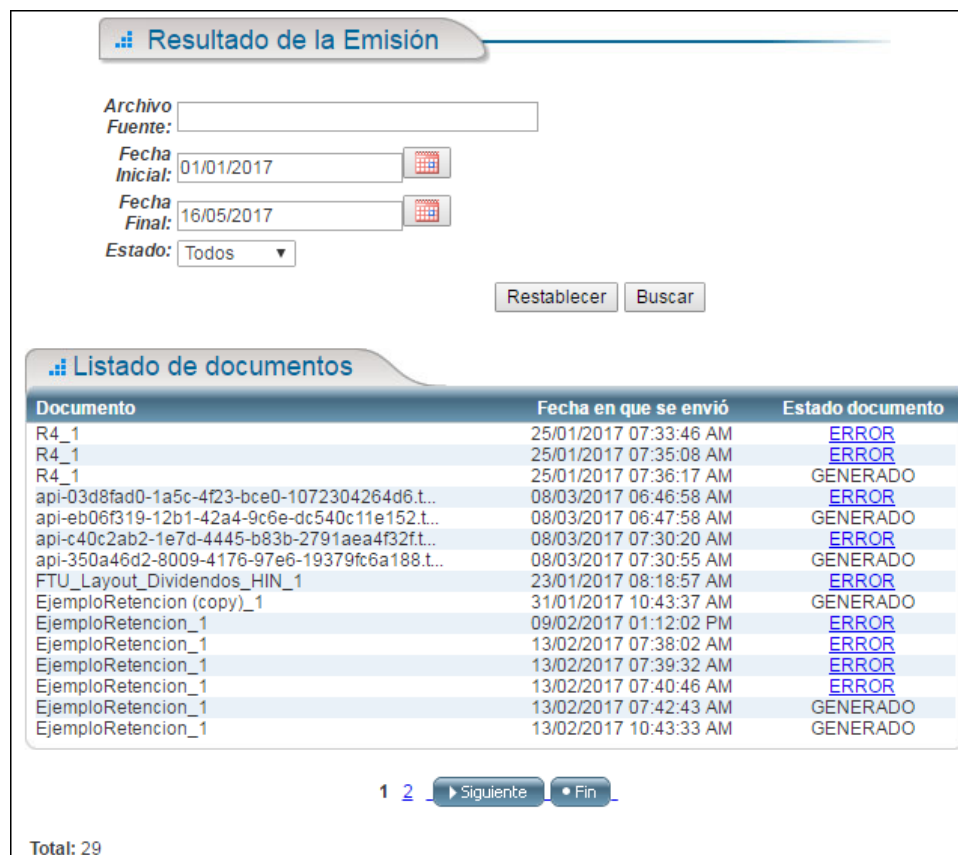 Resultado de la Emisión
Archivo
Fuente:
Fecha
Inicial: 01/01/2017
Fecha
Final: 16/05/2017
Estado: Todos
Restablecer Buscar
Listado de documentos
Documento Fecha en que se envió Estado documento
R4_1 25/01/2017 07:33:46 AM ERROR
R4_1 25/01/2017 07:35:08 AM ERROR
R4_1 25/01/2017 07:36:17 AM GENERADO
api-03d8fad0-1a5c-4f23-bce0-1072304264d6.t... 08/03/2017 06:46:58 AM ERROR
api-eb06f319-12b1-42a4-9c6e-dc540c11e152.t... 08/03/2017 06:47:58 AM GENERADO
api-c40c2ab2-1e7d-4445-b83b-2791aea4f32f.t... 08/03/2017 07:30:20 AM ERROR
api-350a46d2-8009-4176-97e6-19379fc6a188.t... 08/03/2017 07:30:55 AM GENERADO
FTU_Layout_Dividendos_HIN_1 23/01/2017 08:18:57 AM ERROR
EjemploRetencion (copy)_1 31/01/2017 10:43:37 AM GENERADO
EjemploRetencion_1 09/02/2017 01:12:02 PM ERROR
EjemploRetencion_1 13/02/2017 07:38:02 AM ERROR
EjemploRetencion_1 13/02/2017 07:39:32 AM ERROR
EjemploRetencion_1 13/02/2017 07:40:46 AM ERROR
EjemploRetencion_1 13/02/2017 07:42:43 AM GENERADO
EjemploRetencion_1 13/02/2017 10:43:33 AM GENERADO
1 2 Siguiente Fin
Total: 29